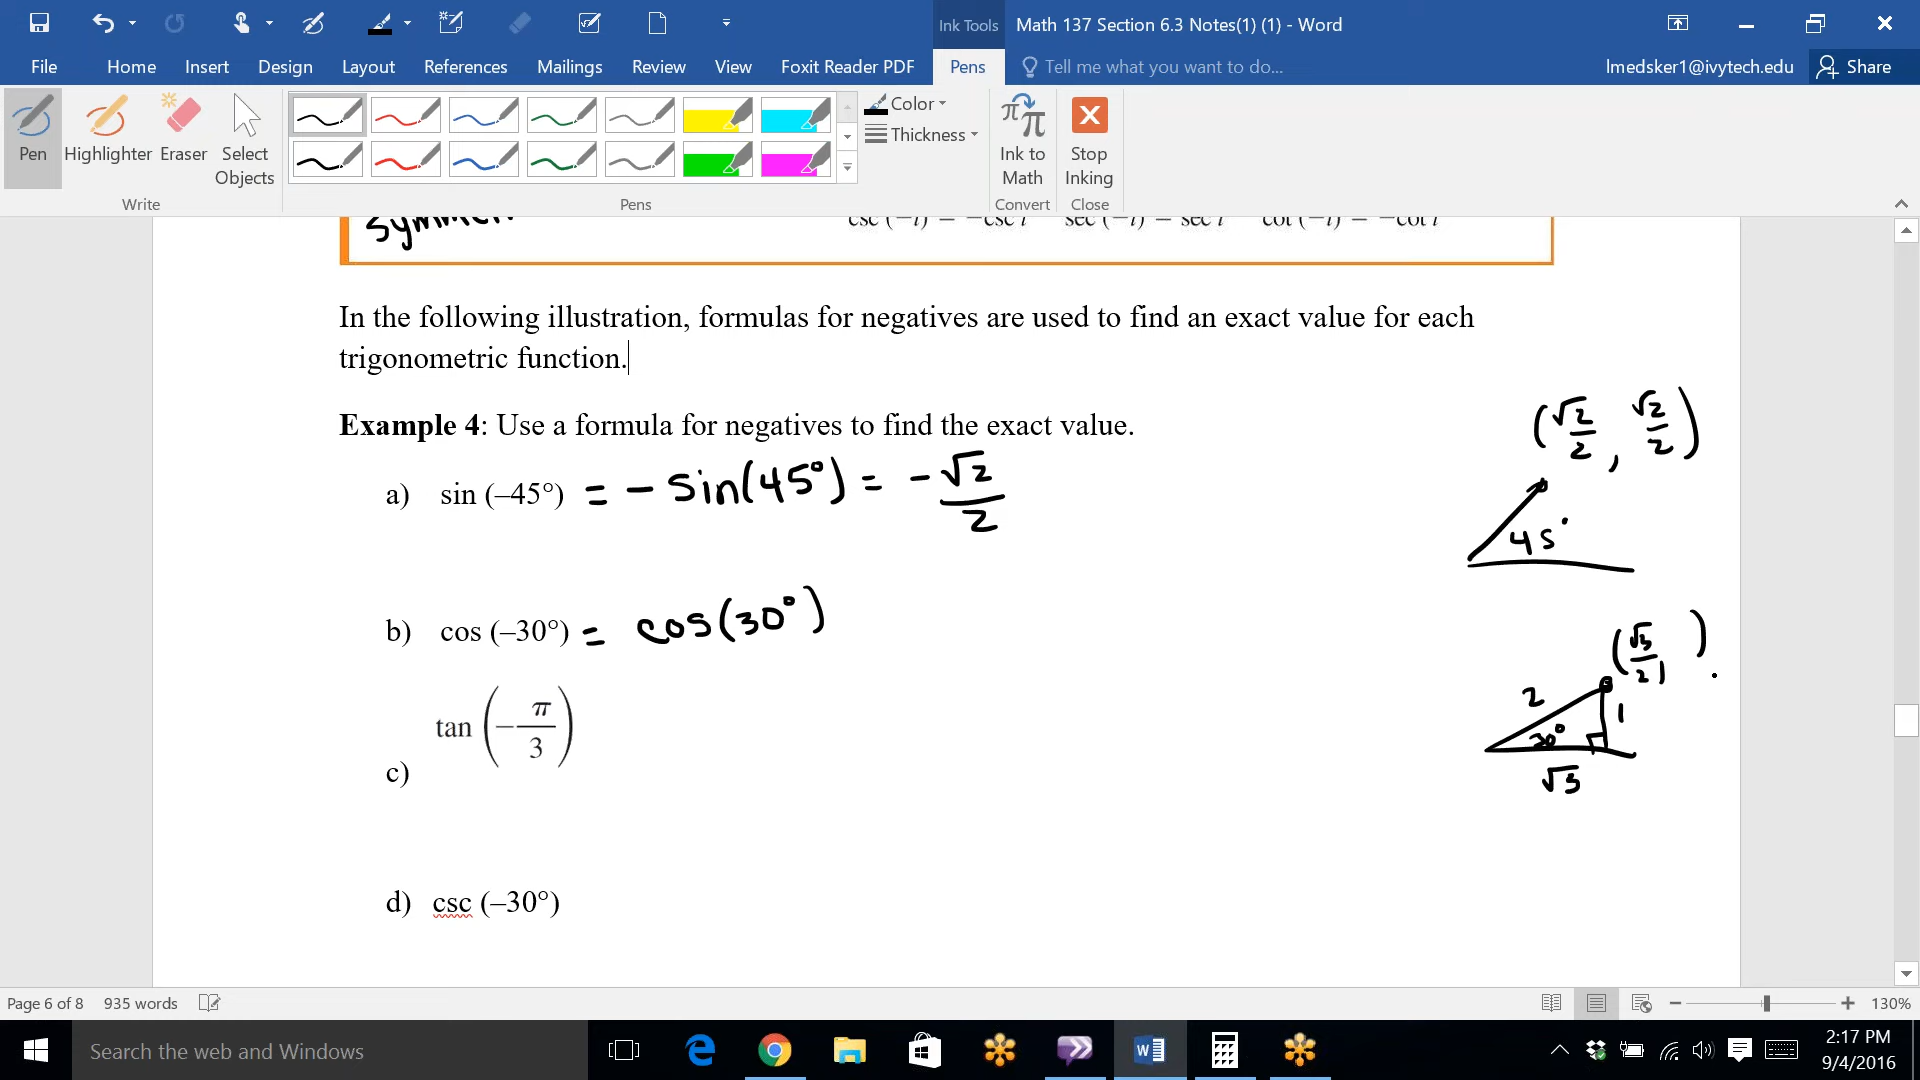 Ink Tools Math 137 Section 6.3 Notes(1) (1) - Word
File Home Insert Design Layout References Mailings Review View Foxit Reader PDF Pens Tell me what you want to do... lmedsker1@ivytech.edu Share
Pen Highlighter Eraser Select Objects Color Thickness Ink to Math Stop Inking
Write Pens Convert Close
csc (−t) = −csc t sec (−t) = sec t cot (−t) = −cot t
In the following illustration, formulas for negatives are used to find an exact value for each
trigonometric function.
Example 4: Use a formula for negatives to find the exact value.
(√2/2, √2/2)
a) sin (–45°) = - sin(45°) = - √2/2
45°
b) cos (–30°) = cos(30°)
(√3/2, )
2 1
30°
√3
tan (−π/3)
c)
d) csc (–30°)
Page 6 of 8 935 words 130%
Search the web and Windows
2:17 PM
9/4/2016